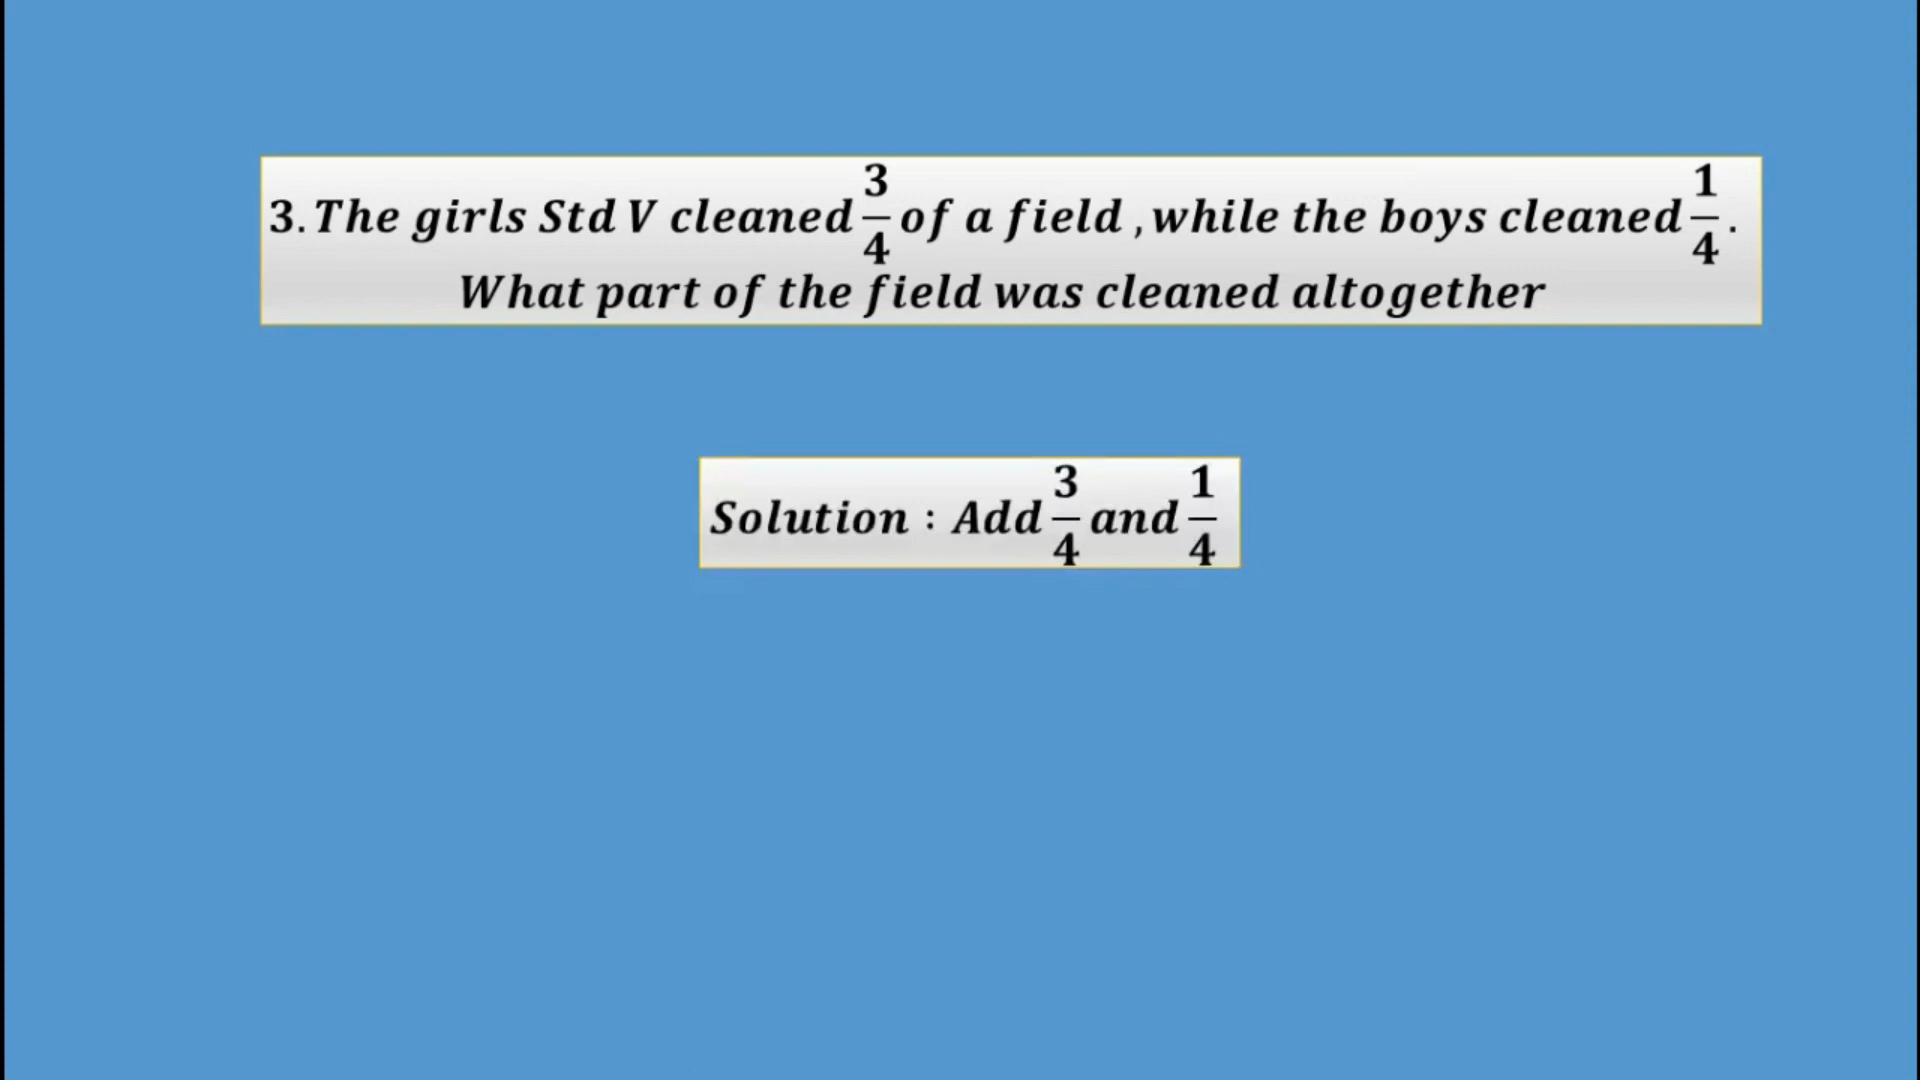 3. The girls Std V cleaned 3/4 of a field , while the boys cleaned 1/4 .
What part of the field was cleaned altogether
Solution : Add 3/4 and 1/4